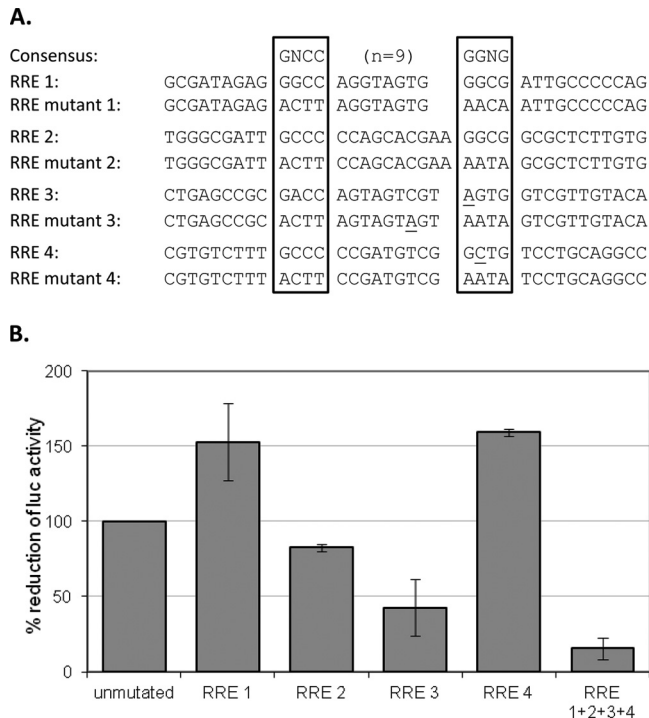 A.
Consensus: GNCC (n=9) GGNG
RRE 1: GCGATAGAG GGCC AGGTAGTG GGCG ATTGCCCCCAG
RRE mutant 1: GCGATAGAG ACTT AGGTAGTG AACA ATTGCCCCCAG
RRE 2: TGGGCGATT GCCC CCAGCACGAA GGCG GCGCTCTTGTG
RRE mutant 2: TGGGCGATT ACTT CCAGCACGAA AATA GCGCTCTTGTG
RRE 3: CTGAGCCGC GACC AGTAGTCGT AGTG GTCGTTGTACA
RRE mutant 3: CTGAGCCGC ACTT AGTAGTAGT AATA GTCGTTGTACA
RRE 4: CGTGTCTTT GCCC CCGATGTCG GCTG TCCTGCAGGCC
RRE mutant 4: CGTGTCTTT ACTT CCGATGTCG AATA TCCTGCAGGCC
B.
% reduction of luc activity
200
150
100
50
0
unmutated RRE 1 RRE 2 RRE 3 RRE 4 RRE
1+2+3+4